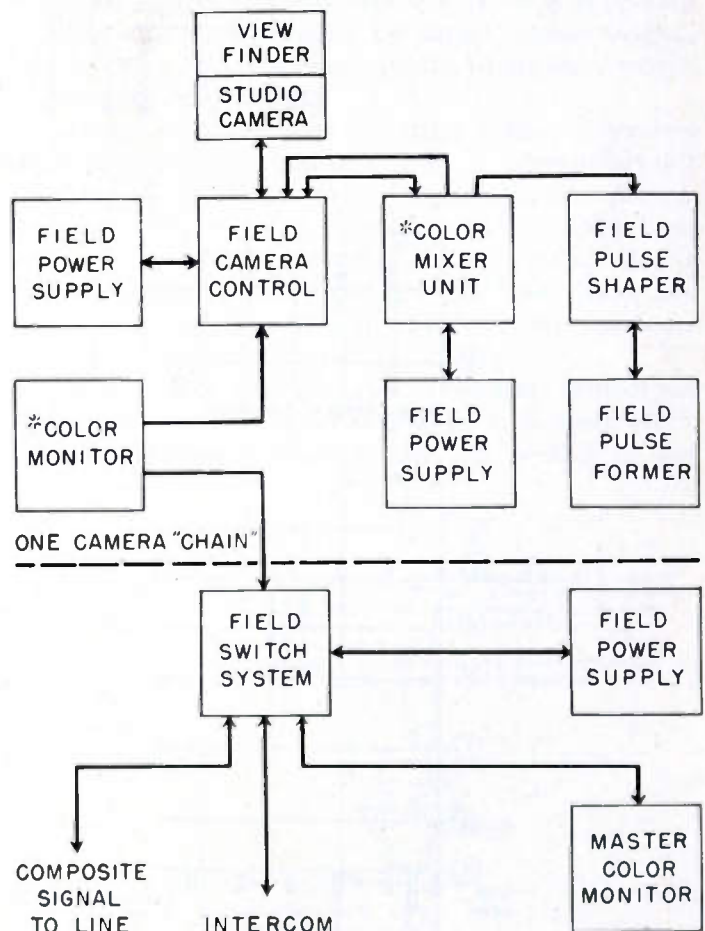 VIEW
FINDER
STUDIO
CAMERA
FIELD
POWER
SUPPLY
FIELD
CAMERA
CONTROL
*COLOR
MIXER
UNIT
FIELD
PULSE
SHAPER
*COLOR
MONITOR
FIELD
POWER
SUPPLY
FIELD
PULSE
FORMER
ONE CAMERA "CHAIN"
FIELD
SWITCH
SYSTEM
FIELD
POWER
SUPPLY
COMPOSITE
SIGNAL
TO LINE
INTERCOM
MASTER
COLOR
MONITOR